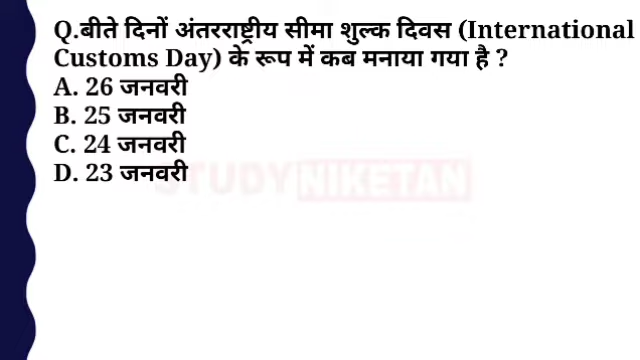 Q.बीते दिनों अंतरराष्ट्रीय सीमा शुल्क दिवस (International
Customs Day) के रूप में कब मनाया गया है ?
A. 26 जनवरी
B. 25 जनवरी
C. 24 जनवरी
D. 23 जनवरी
STUDY NIKETAN